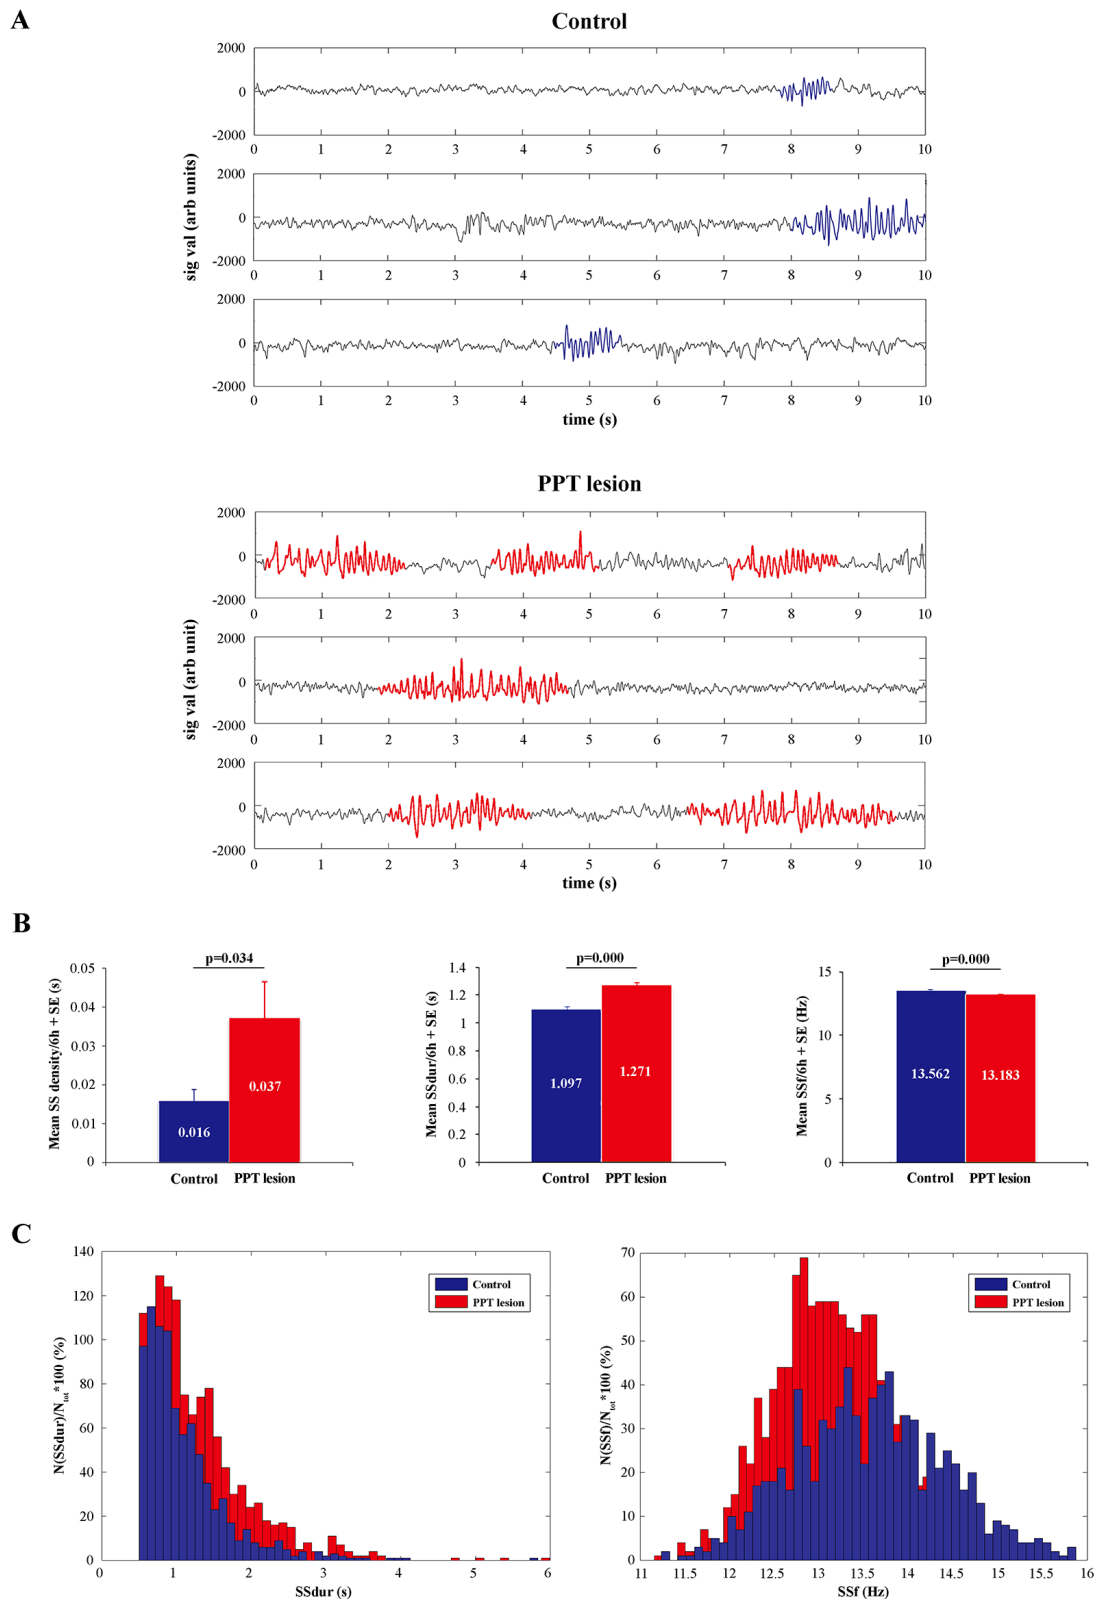 A
Control
2000
0
-2000
0 1 2 3 4 5 6 7 8 9 10
2000
0
-2000
0 1 2 3 4 5 6 7 8 9 10
2000
0
-2000
0 1 2 3 4 5 6 7 8 9 10
sig val (arb units)
time (s)
PPT lesion
2000
0
-2000
0 1 2 3 4 5 6 7 8 9 10
2000
0
-2000
0 1 2 3 4 5 6 7 8 9 10
2000
0
-2000
0 1 2 3 4 5 6 7 8 9 10
sig val (arb unit)
time (s)
B
Mean SS density/6h + SE (s)
0.05
0.04
0.03
0.02
0.01
0
p=0.034
0.016
0.037
Control PPT lesion
Mean SSdur/6h + SE (s)
1.4
1.2
1
0.8
0.6
0.4
0.2
0
p=0.000
1.097
1.271
Control PPT lesion
Mean SSf/6h + SE (Hz)
15
10
5
0
p=0.000
13.562
13.183
Control PPT lesion
C
N(SSdur)/Ntot*100 (%)
140
120
100
80
60
40
20
0
0 1 2 3 4 5 6
SSdur (s)
Control
PPT lesion
N(SSf)/Ntot*100 (%)
70
60
50
40
30
20
10
0
11 11.5 12 12.5 13 13.5 14 14.5 15 15.5 16
SSf (Hz)
Control
PPT lesion